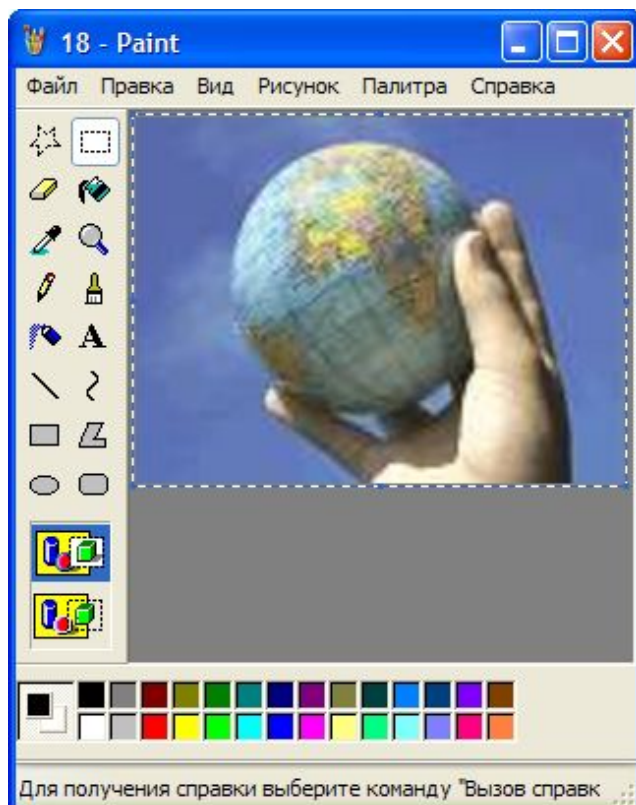 18 - Paint
Файл Правка Вид Рисунок Палитра Справка
A
Для получения справки выберите команду "Вызов справк